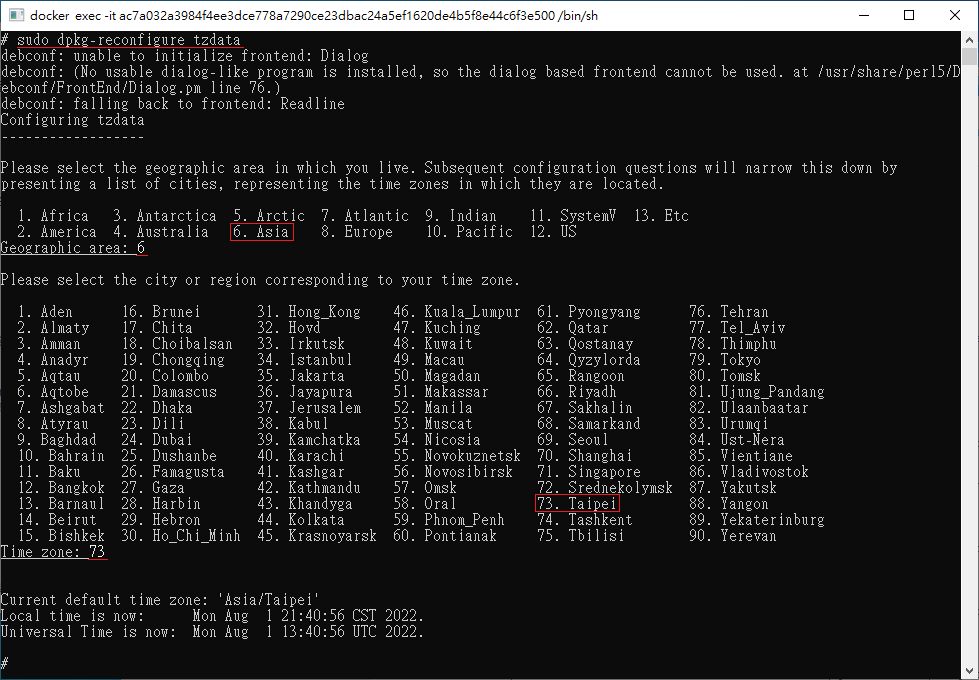 docker exec -it ac7a032a3984f4ee3dce778a7290ce23dbac24a5ef1620de4b5f8e44c6f3e500 /bin/sh
# sudo dpkg-reconfigure tzdata
debconf: unable to initialize frontend: Dialog
debconf: (No usable dialog-like program is installed, so the dialog based frontend cannot be used. at /usr/share/perl5/D
ebconf/FrontEnd/Dialog.pm line 76.)
debconf: falling back to frontend: Readline
Configuring tzdata
------------------
Please select the geographic area in which you live. Subsequent configuration questions will narrow this down by
presenting a list of cities, representing the time zones in which they are located.
1. Africa 3. Antarctica 5. Arctic 7. Atlantic 9. Indian 11. SystemV 13. Etc
2. America 4. Australia 6. Asia 8. Europe 10. Pacific 12. US
Geographic area: 6
Please select the city or region corresponding to your time zone.
1. Aden 16. Brunei 31. Hong_Kong 46. Kuala_Lumpur 61. Pyongyang 76. Tehran
2. Almaty 17. Chita 32. Hovd 47. Kuching 62. Qatar 77. Tel_Aviv
3. Amman 18. Choibalsan 33. Irkutsk 48. Kuwait 63. Qostanay 78. Thimphu
4. Anadyr 19. Chongqing 34. Istanbul 49. Macau 64. Qyzylorda 79. Tokyo
5. Aqtau 20. Colombo 35. Jakarta 50. Magadan 65. Rangoon 80. Tomsk
6. Aqtobe 21. Damascus 36. Jayapura 51. Makassar 66. Riyadh 81. Ujung_Pandang
7. Ashgabat 22. Dhaka 37. Jerusalem 52. Manila 67. Sakhalin 82. Ulaanbaatar
8. Atyrau 23. Dili 38. Kabul 53. Muscat 68. Samarkand 83. Urumqi
9. Baghdad 24. Dubai 39. Kamchatka 54. Nicosia 69. Seoul 84. Ust-Nera
10. Bahrain 25. Dushanbe 40. Karachi 55. Novokuznetsk 70. Shanghai 85. Vientiane
11. Baku 26. Famagusta 41. Kashgar 56. Novosibirsk 71. Singapore 86. Vladivostok
12. Bangkok 27. Gaza 42. Kathmandu 57. Omsk 72. Srednekolymsk 87. Yakutsk
13. Barnaul 28. Harbin 43. Khandyga 58. Oral 73. Taipei 88. Yangon
14. Beirut 29. Hebron 44. Kolkata 59. Phnom_Penh 74. Tashkent 89. Yekaterinburg
15. Bishkek 30. Ho_Chi_Minh 45. Krasnoyarsk 60. Pontianak 75. Tbilisi 90. Yerevan
Time zone: 73
Current default time zone: 'Asia/Taipei'
Local time is now: Mon Aug 1 21:40:56 CST 2022.
Universal Time is now: Mon Aug 1 13:40:56 UTC 2022.
#